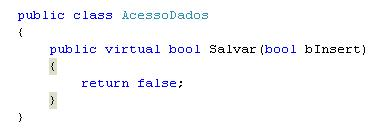 public class AcessoDados
{
    public virtual bool Salvar(bool bInsert)
    {
        return false;
    }
}